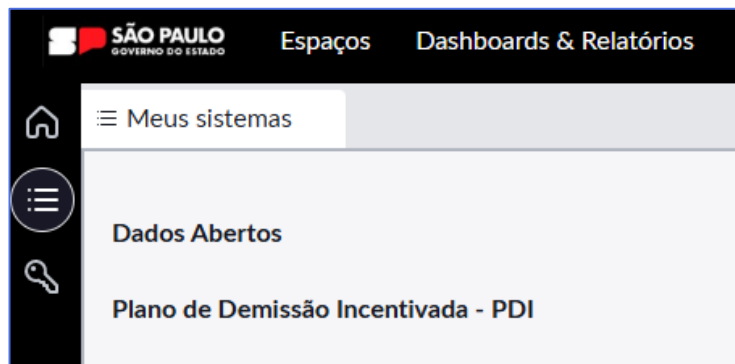 SÃO PAULO
GOVERNO DO ESTADO
Espaços Dashboards & Relatórios
Meus sistemas
Dados Abertos
Plano de Demissão Incentivada - PDI